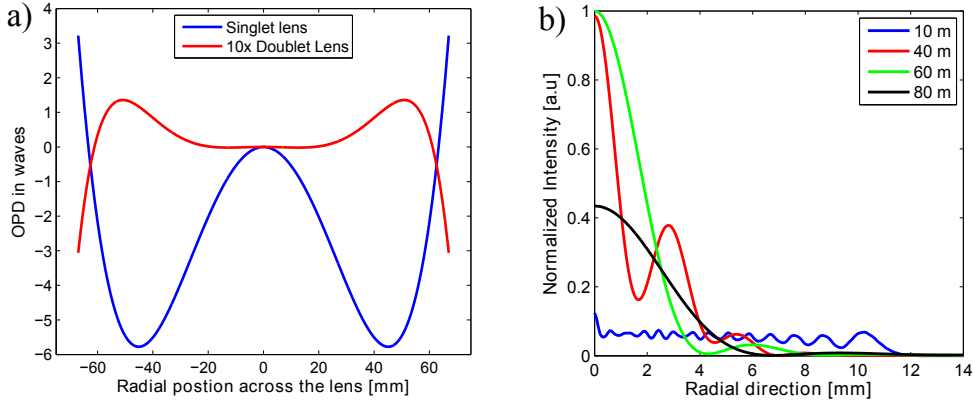 a)
Singlet lens
10x Doublet Lens
4
3
2
1
0
−1
−2
−3
−4
−5
−6
OPD in waves
−60 −40 −20 0 20 40 60
Radial postion across the lens [mm]
b)
10 m
40 m
60 m
80 m
1
0.8
0.6
0.4
0.2
0
Normalized Intensity [a.u]
0 2 4 6 8 10 12 14
Radial direction [mm]